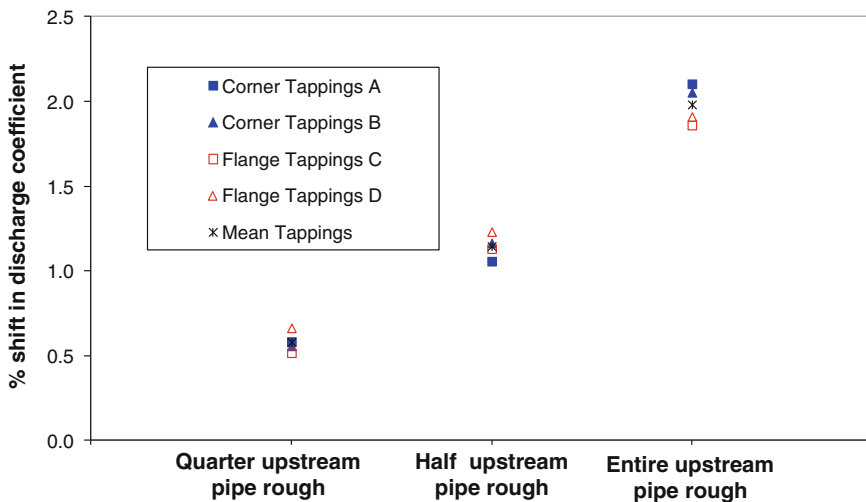 % shift in discharge coefficient
2.5
2.0
1.5
1.0
0.5
0.0
Corner Tappings A
Corner Tappings B
Flange Tappings C
Flange Tappings D
Mean Tappings
Quarter upstream
pipe rough
Half upstream
pipe rough
Entire upstream
pipe rough